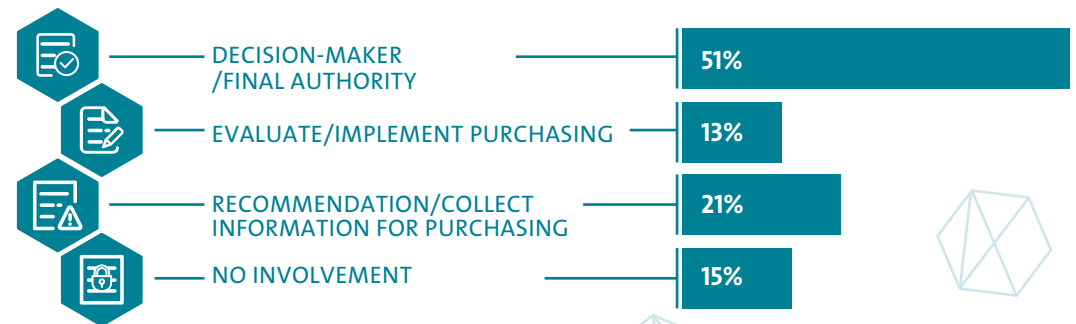 DECISION-MAKER
/FINAL AUTHORITY
51%
EVALUATE/IMPLEMENT PURCHASING
13%
RECOMMENDATION/COLLECT
INFORMATION FOR PURCHASING
21%
NO INVOLVEMENT
15%